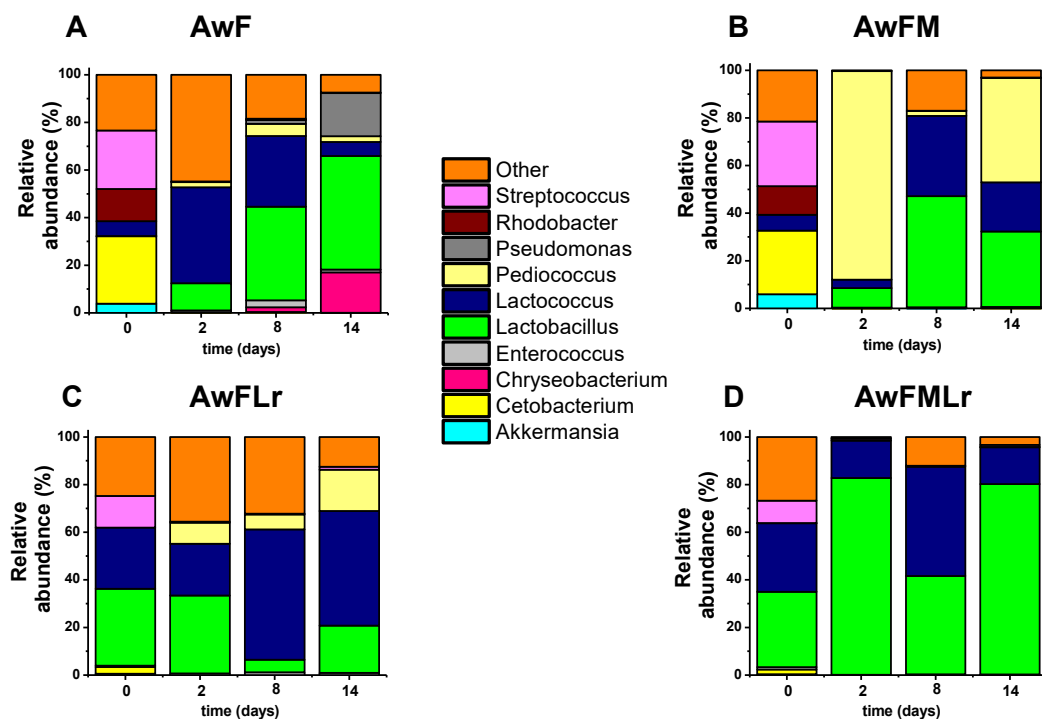 A AwF
Relative abundance (%)
100
80
60
40
20
0
0 2 8 14
time (days)
B AwFM
Relative abundance (%)
100
80
60
40
20
0
0 2 8 14
time (days)
Other
Streptococcus
Rhodobacter
Pseudomonas
Pediococcus
Lactococcus
Lactobacillus
Enterococcus
Chryseobacterium
Cetobacterium
Akkermansia
C AwFLr
Relative abundance (%)
100
80
60
40
20
0
0 2 8 14
time (days)
D AwFMLr
Relative abundance (%)
100
80
60
40
20
0
0 2 8 14
time (days)